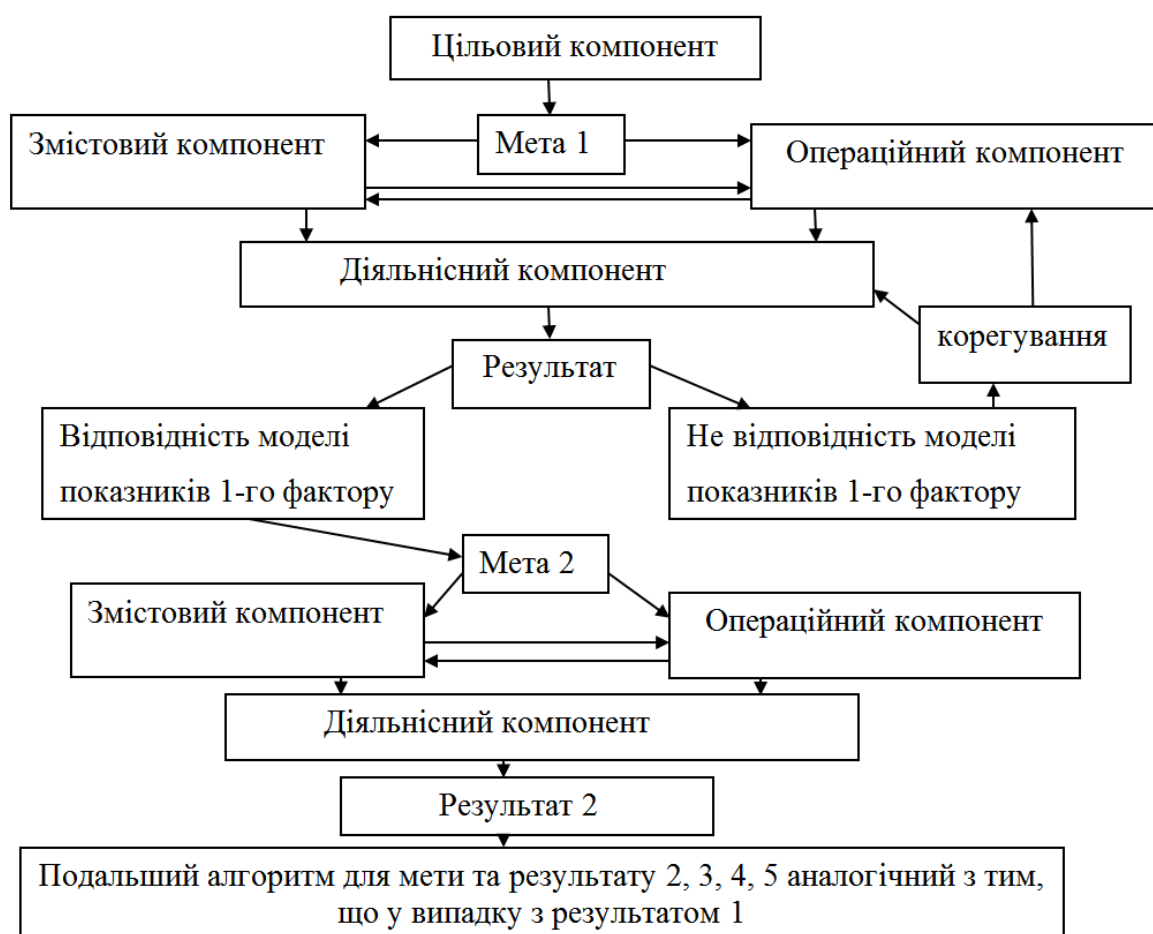 Цільовий компонент
Змістовий компонент
Мета 1
Операційний компонент
Діяльнісний компонент
корегування
Результат
Відповідність моделі
показників 1-го фактору
Не відповідність моделі
показників 1-го фактору
Мета 2
Змістовий компонент
Операційний компонент
Діяльнісний компонент
Результат 2
Подальший алгоритм для мети та результату 2, 3, 4, 5 аналогічний з тим,
що у випадку з результатом 1